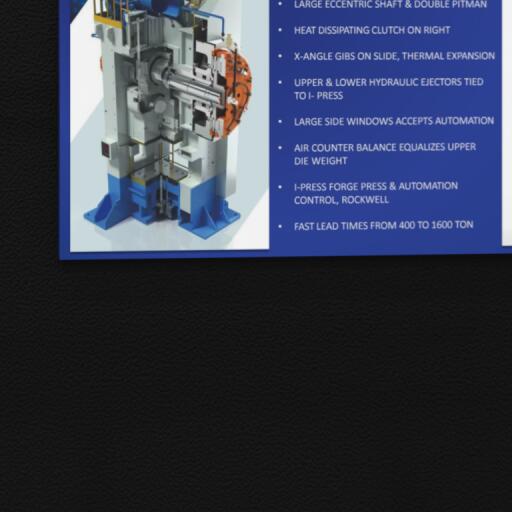 • LARGE ECCENTRIC SHAFT & DOUBLE PITMAN
• HEAT DISSIPATING CLUTCH ON RIGHT
• X-ANGLE GIBS ON SLIDE, THERMAL EXPANSION
• UPPER & LOWER HYDRAULIC EJECTORS TIED
TO I- PRESS
• LARGE SIDE WINDOWS ACCEPTS AUTOMATION
• AIR COUNTER BALANCE EQUALIZES UPPER
DIE WEIGHT
• I-PRESS FORGE PRESS & AUTOMATION
CONTROL, ROCKWELL
• FAST LEAD TIMES FROM 400 TO 1600 TON